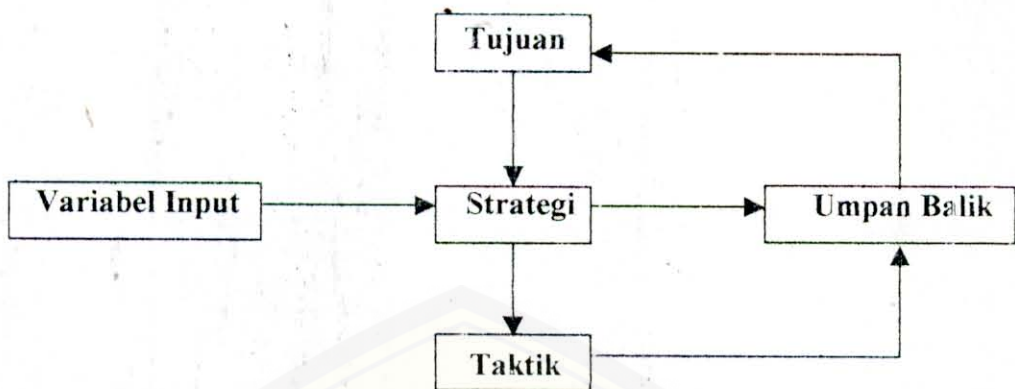 Tujuan
Variabel Input
Strategi
Umpan Balik
Taktik